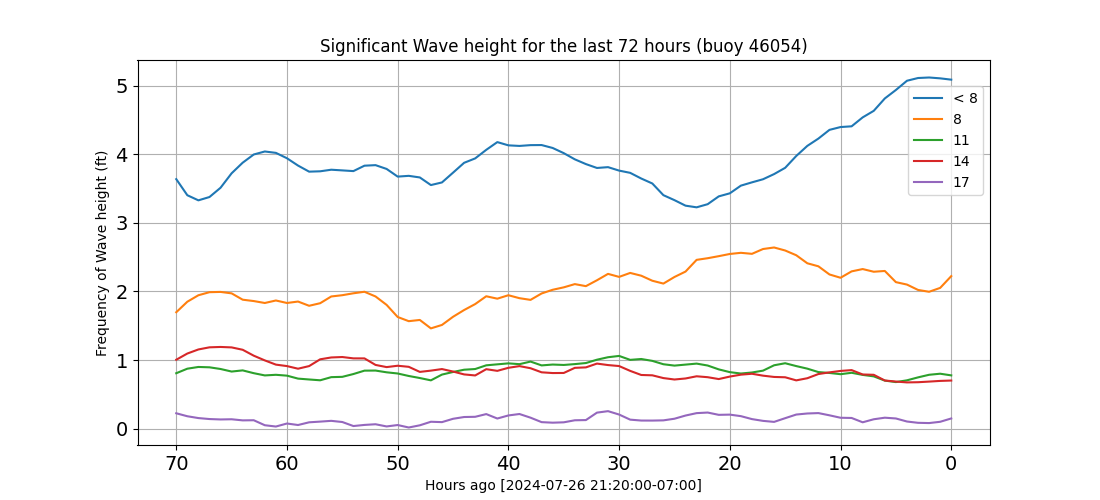 Significant Wave height for the last 72 hours (buoy 46054)
Frequency of Wave height (ft)
5
4
3
2
1
0
< 8
8
11
14
17
70 60 50 40 30 20 10 0
Hours ago [2024-07-26 21:20:00-07:00]